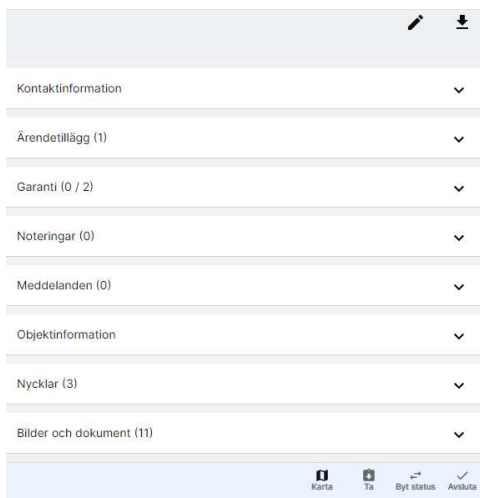 Kontaktinformation
Ärendetillägg (1)
Garanti (0 / 2)
Noteringar (0)
Meddelanden (0)
Objektinformation
Nycklar (3)
Bilder och dokument (11)
Karta Ta Byt status Avsluta